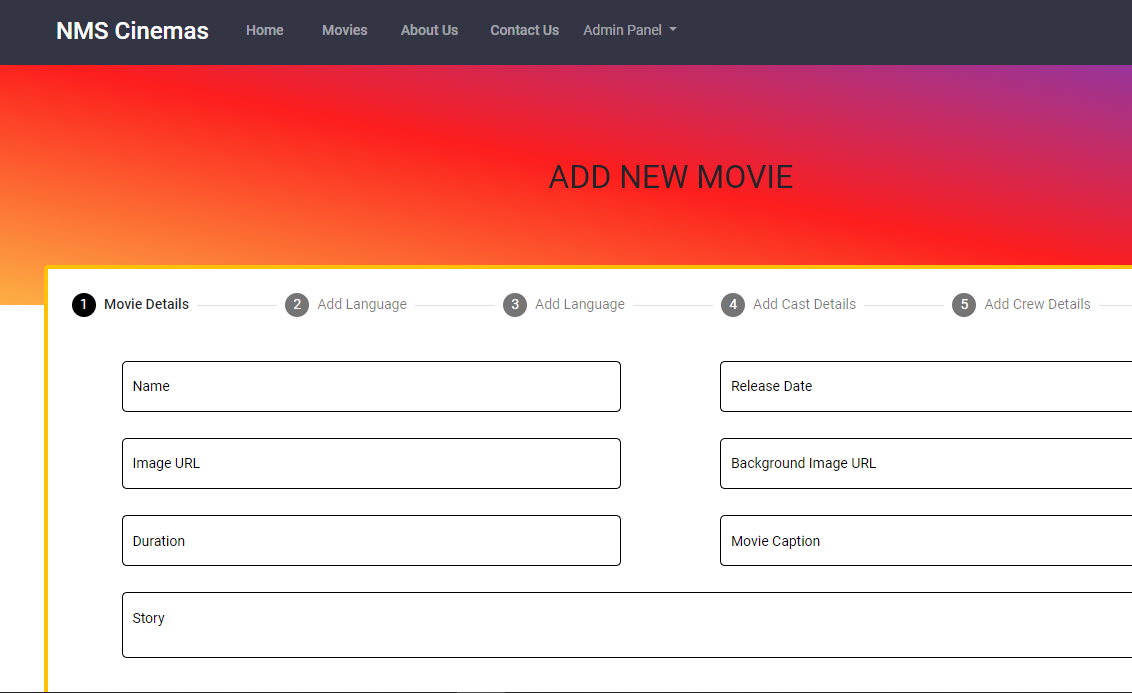 NMS Cinemas Home Movies About Us Contact Us Admin Panel
ADD NEW MOVIE
1 Movie Details 2 Add Language 3 Add Language 4 Add Cast Details 5 Add Crew Details
Name Release Date
Image URL Background Image URL
Duration Movie Caption
Story